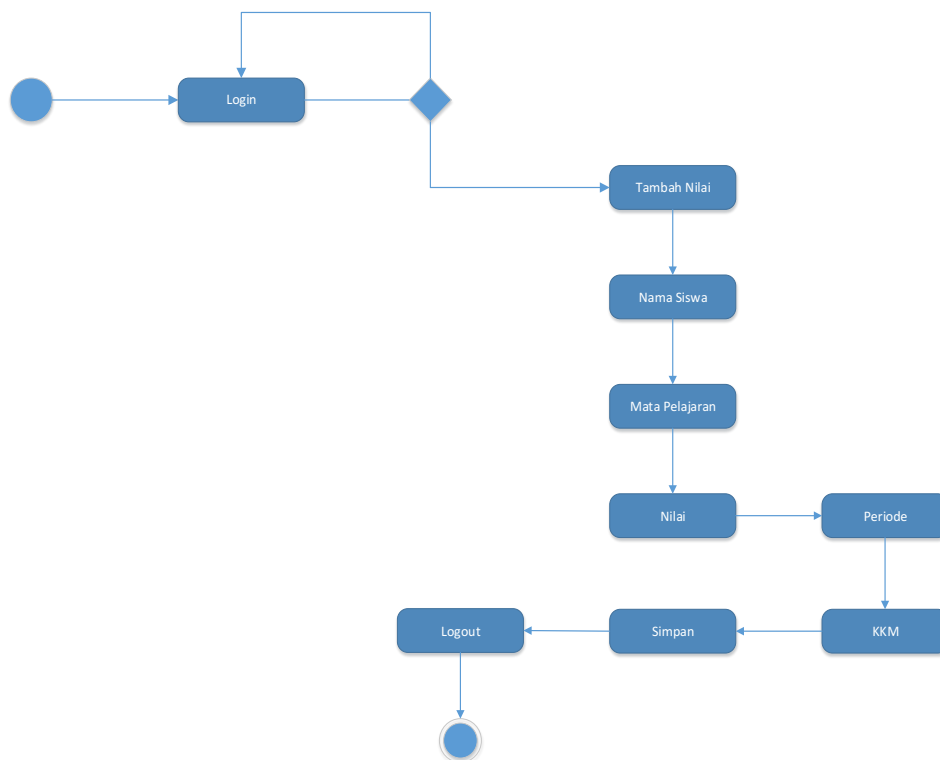 Login
Tambah Nilai
Nama Siswa
Mata Pelajaran
Nilai
Periode
KKM
Simpan
Logout